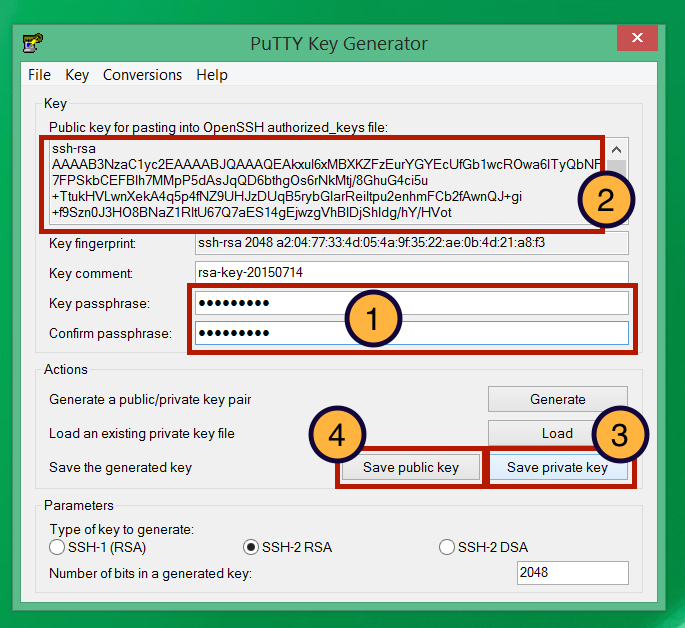 PuTTY Key Generator
File Key Conversions Help
Key
Public key for pasting into OpenSSH authorized_keys file:
ssh-rsa
AAAAB3NzaC1yc2EAAAABJQAAAQEAkxul6xMBXKZFzEurYGYEcUfGb1wcROwa6lTyQbNF
7FPSkbCEFBlh7MMpP5dAsJqQD6bthgOs6rNkMtj/8GhuG4ci5u
+TtukHVLwnXekA4q5p4fNZ9UHJzDUqB5rybGlarReiltpu2enhmFCb2fAwnQJ+gi
+f9Szn0J3HO8BNaZ1RltU67Q7aES14gEjwzgVhBlDjShldg/hY/HVot
2
Key fingerprint: ssh-rsa 2048 a2:04:77:33:4d:05:4a:9f:35:22:ae:0b:4d:21:a8:f3
Key comment: rsa-key-20150714
Key passphrase: ●●●●●●●●●
1
Confirm passphrase: ●●●●●●●●●
Actions
Generate a public/private key pair Generate
Load an existing private key file Load
4 3
Save the generated key Save public key Save private key
Parameters
Type of key to generate:
SSH-1 (RSA) SSH-2 RSA SSH-2 DSA
Number of bits in a generated key: 2048